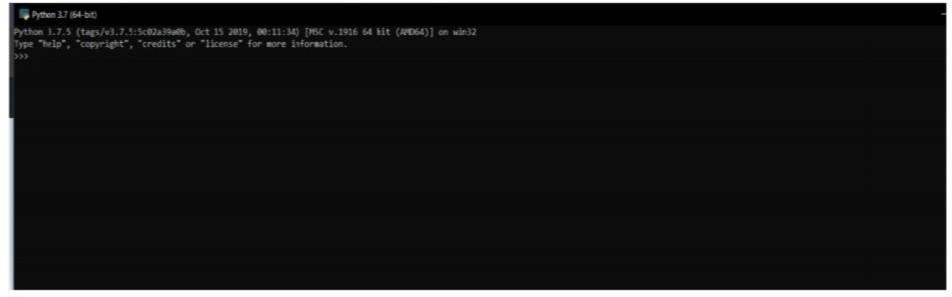 Python 3.7 (64-bit)
Python 3.7.5 (tags/v3.7.5:5c02a39a0b, Oct 15 2019, 00:11:34) [MSC v.1916 64 bit (AMD64)] on win32
Type "help", "copyright", "credits" or "license" for more information.
>>>